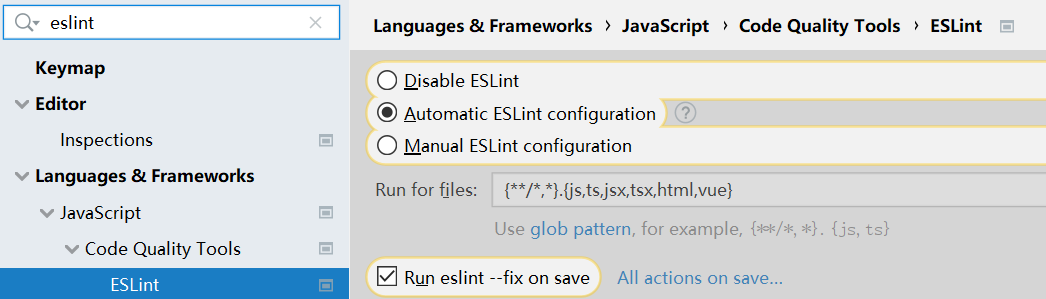 eslint
Keymap
Editor
Inspections
Languages & Frameworks
JavaScript
Code Quality Tools
ESLint
Languages & Frameworks › JavaScript › Code Quality Tools › ESLint
Disable ESLint
Automatic ESLint configuration ?
Manual ESLint configuration
Run for files: {**/*,*}.{js,ts,jsx,tsx,html,vue}
Use glob pattern, for example, {**/*,*}.{js,ts}
Run eslint --fix on save All actions on save...